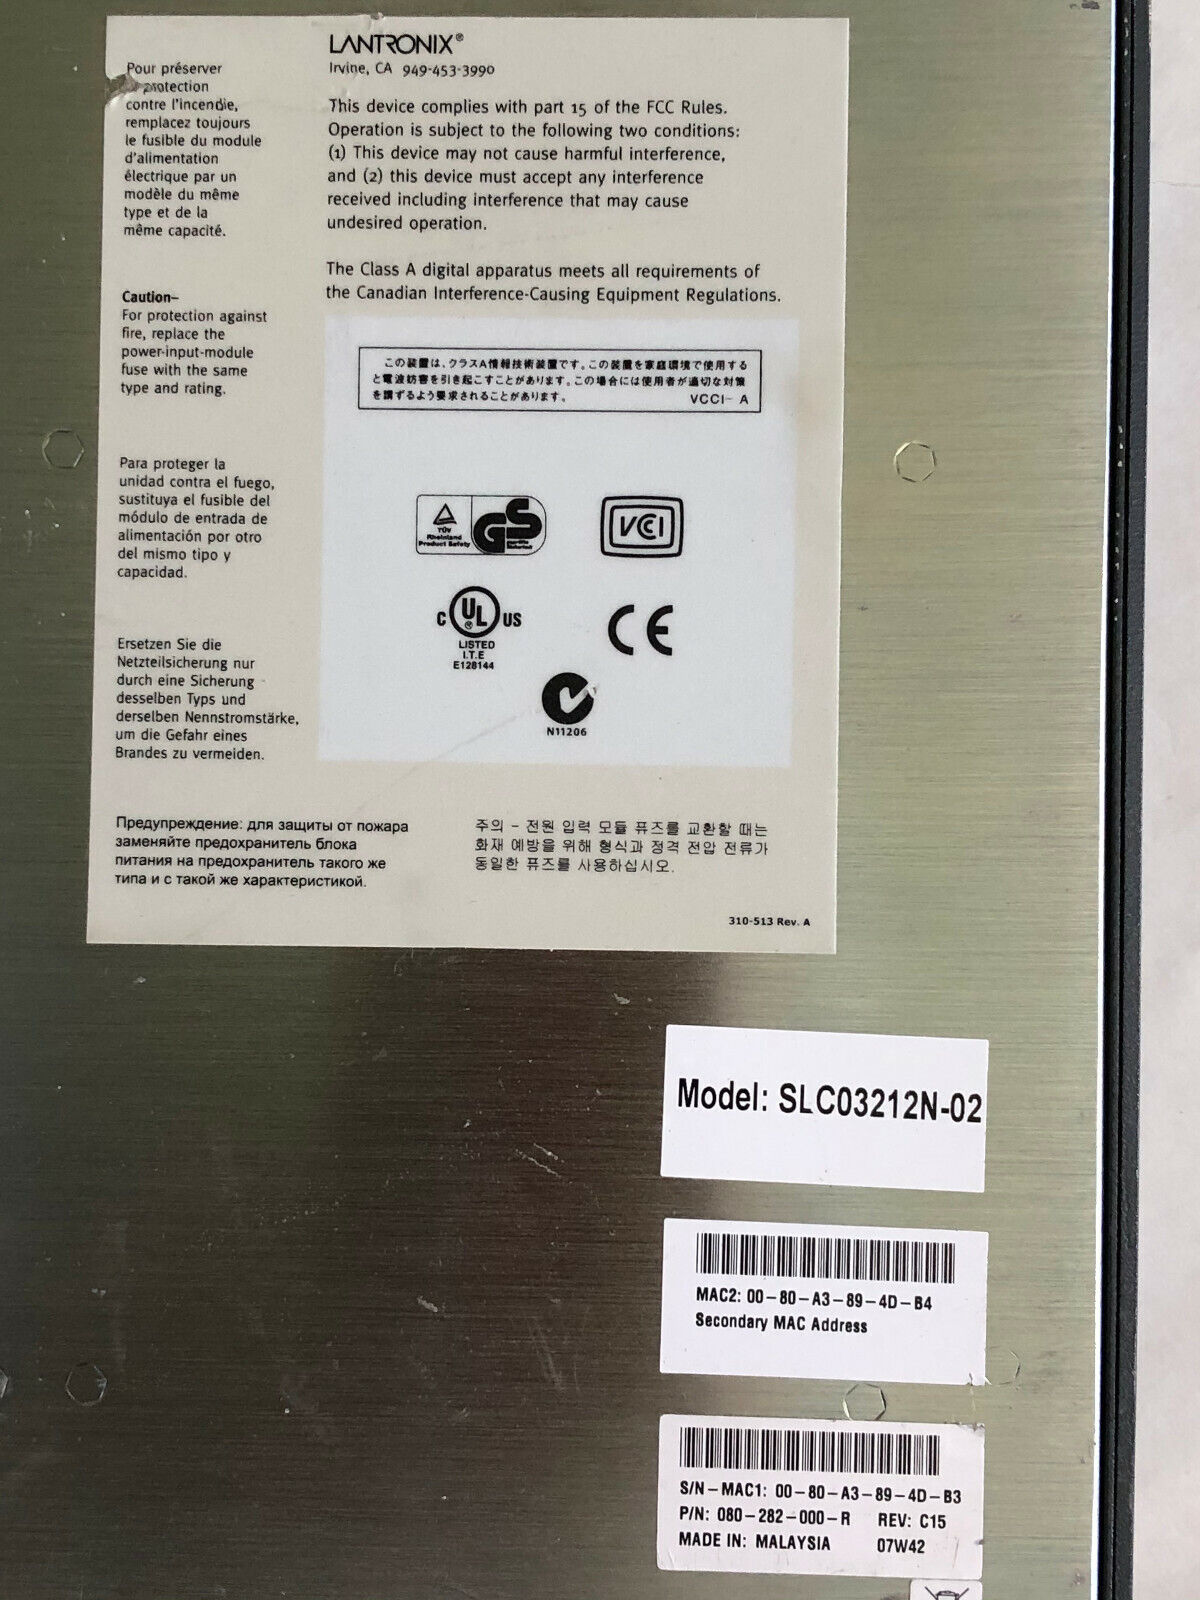 Pour préserver
protection
contre l'incendie,
remplacez toujours
le fusible du module
d'alimentation
électrique par un
modèle du même
type et de la
même capacité.
Caution–
For protection against
fire, replace the
power-input-module
fuse with the same
type and rating.
Para proteger la
unidad contra el fuego,
sustituya el fusible del
módulo de entrada de
alimentación por otro
del mismo tipo y
capacidad.
Ersetzen Sie die
Netzteilsicherung nur
durch eine Sicherung
desselben Typs und
derselben Nennstromstärke,
um die Gefahr eines
Brandes zu vermeiden.
LANTRONIX®
Irvine, CA 949-453-3990
This device complies with part 15 of the FCC Rules.
Operation is subject to the following two conditions:
(1) This device may not cause harmful interference,
and (2) this device must accept any interference
received including interference that may cause
undesired operation.
The Class A digital apparatus meets all requirements of
the Canadian Interference-Causing Equipment Regulations.
この装置は、クラスA情報技術装置です。この装置を家庭環境で使用する
と電波妨害を引き起こすことがあります。この場合には使用者が適切な対策
を講ずるよう要求されることがあります。 VCCI- A
TÜV
Rheinland
Product Safety
GS
geprüfte
Sicherheit
VCCI
C UL US
®
LISTED
I.T.E
E128144
CE
N11206
Предупреждение: для защиты от пожара
заменяйте предохранитель блока
питания на предохранитель такого же
типа и с такой же характеристикой.
주의 – 전원 입력 모듈 퓨즈를 교환할 때는
화재 예방을 위해 형식과 정격 전압 전류가
동일한 퓨즈를 사용하십시오.
310-513 Rev. A
Model: SLC03212N-02
MAC2: 00-80-A3-89-4D-B4
Secondary MAC Address
S/N-MAC1: 00-80-A3-89-4D-B3
P/N: 080-282-000-R REV: C15
MADE IN: MALAYSIA 07W42